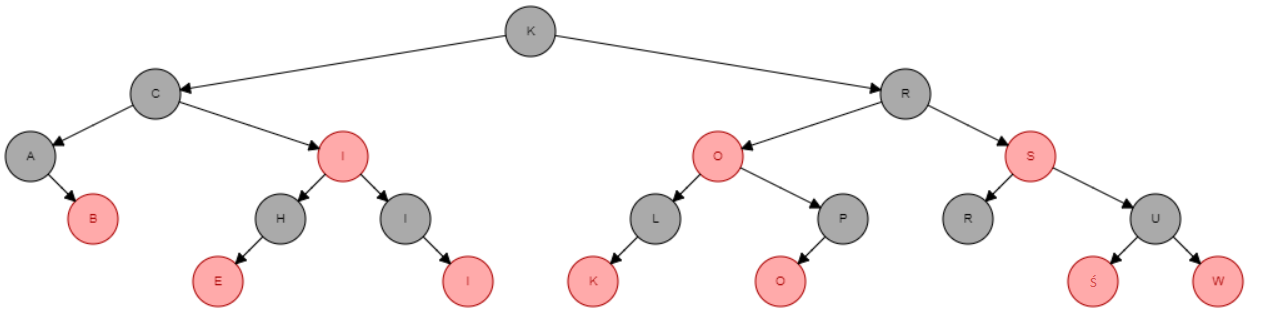 K
C R
A I O S
B H I L P R U
E I K O Ś W